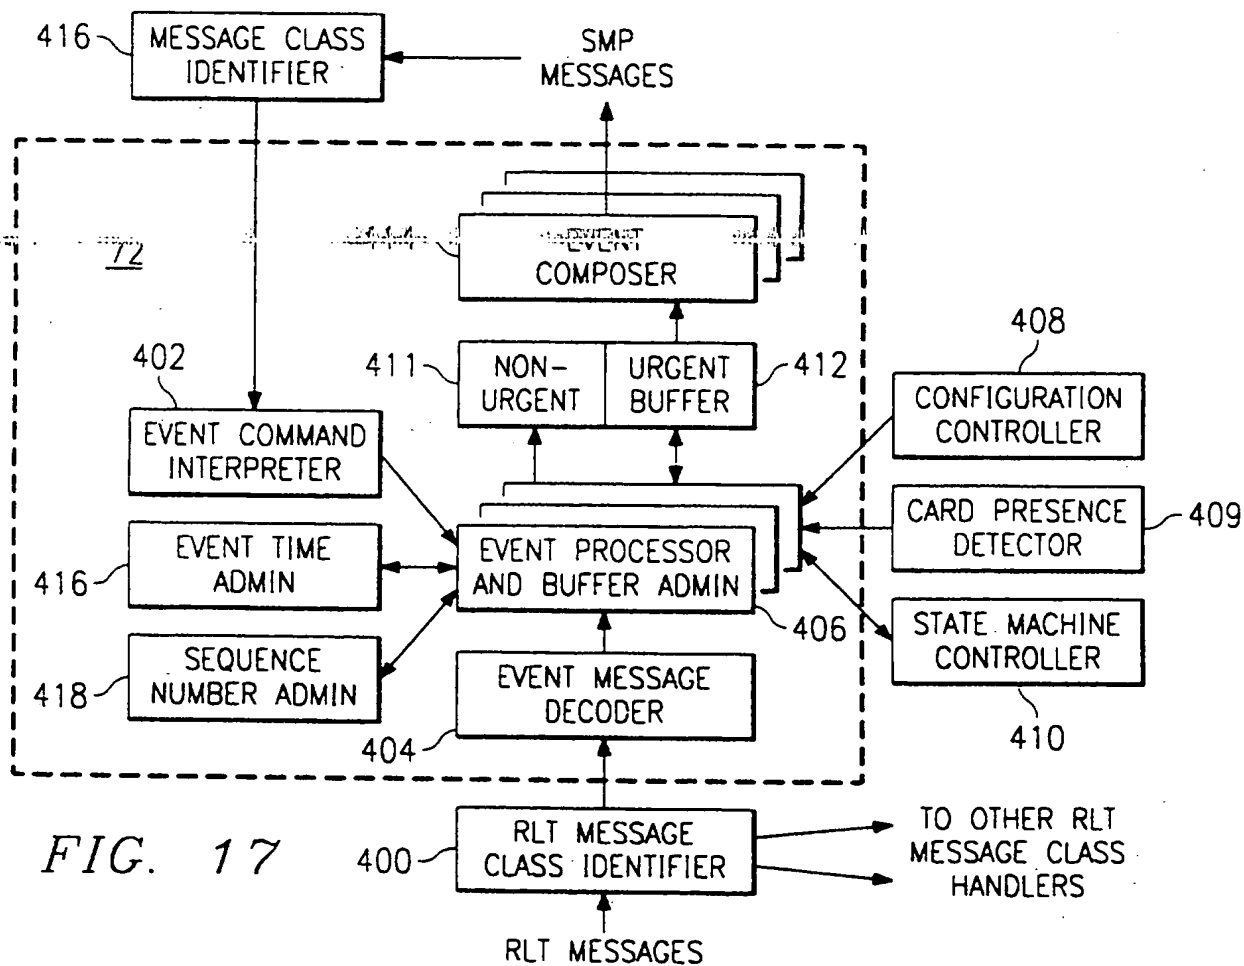 416
MESSAGE CLASS
IDENTIFIER
SMP
MESSAGES
72
EVENT
COMPOSER
411
NON-
URGENT
URGENT
BUFFER
412
408
CONFIGURATION
CONTROLLER
402
EVENT COMMAND
INTERPRETER
CARD PRESENCE
DETECTOR
409
416
EVENT TIME
ADMIN
EVENT PROCESSOR
AND BUFFER ADMIN
406
STATE MACHINE
CONTROLLER
410
418
SEQUENCE
NUMBER ADMIN
EVENT MESSAGE
DECODER
404
FIG. 17
400
RLT MESSAGE
CLASS IDENTIFIER
TO OTHER RLT
MESSAGE CLASS
HANDLERS
RLT MESSAGES